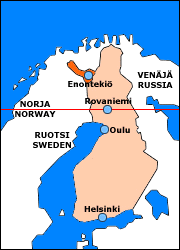 Enontekiö
VENÄJÄ
RUSSIA
Rovaniemi
NORJA
NORWAY
RUOTSI
SWEDEN
Oulu
Helsinki